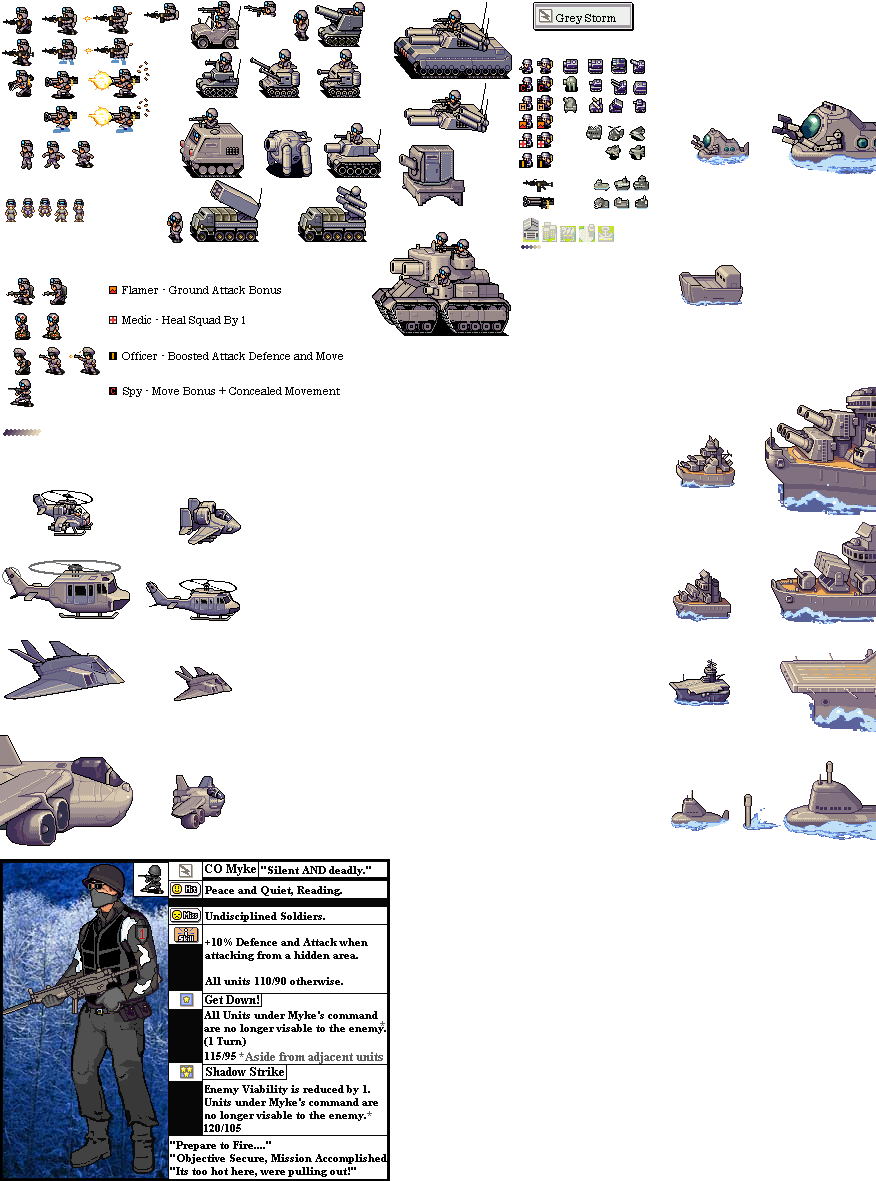 Grey Storm
Flamer - Ground Attack Bonus
Medic - Heal Squad By 1
Officer - Boosted Attack Defence and Move
Spy - Move Bonus + Concealed Movement
CO Myke "Silent AND deadly."
Hit Peace and Quiet, Reading.
Miss Undisciplined Soldiers.
Skill
+10% Defence and Attack when
attacking from a hidden area.
All units 110/90 otherwise.
Get Down!
All Units under Myke's command
are no longer visable to the enemy.*
(1 Turn)
115/95 *Aside from adjacent units
Shadow Strike
Enemy Viability is reduced by 1.
Units under Myke's command are
no longer visable to the enemy.*
120/105
"Prepare to Fire...."
"Objective Secure, Mission Accomplished
"Its too hot here, were pulling out!"